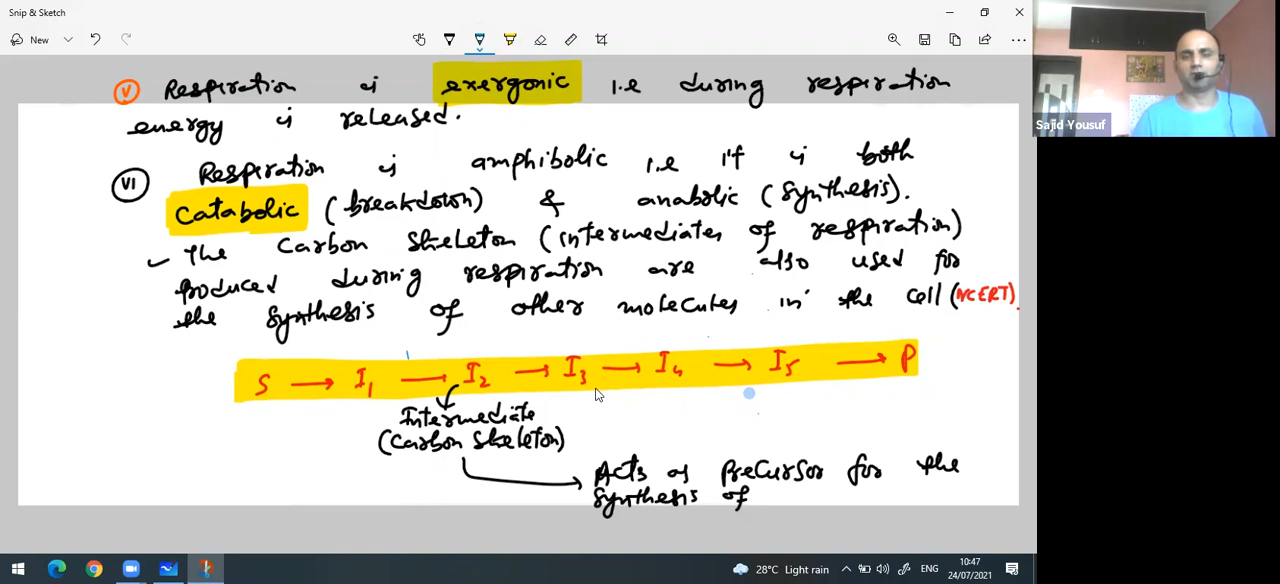 Snip & Sketch
New
V Respiration is exergonic i.e during respiration
energy is released.
VI Respiration is amphibolic i.e it is both
Catabolic (breakdown) & anabolic (Synthesis).
The Carbon Skeleton (intermediates of respiration)
Produced during respiration are also used for
the Synthesis of other molecules in the Cell (NCERT)
S → I1 → I2 → I3 → I4 → I5 → P
Intermediate
(Carbon Skeleton)
Acts as Precursor for the
Synthesis of
Sajid Yousuf
28°C Light rain
ENG
10:47
24/07/2021